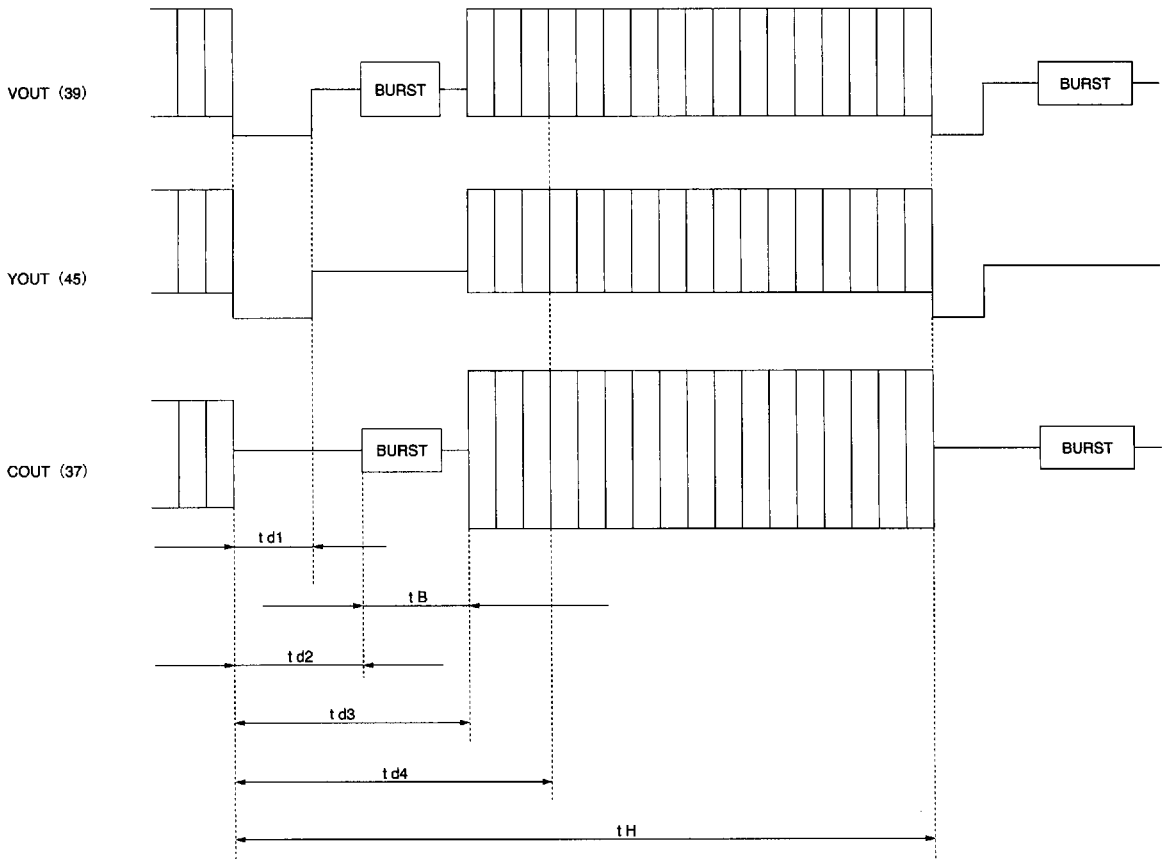 BURST
BURST
VOUT (39)
YOUT (45)
BURST
BURST
COUT (37)
t d1
t B
t d2
t d3
t d4
t H